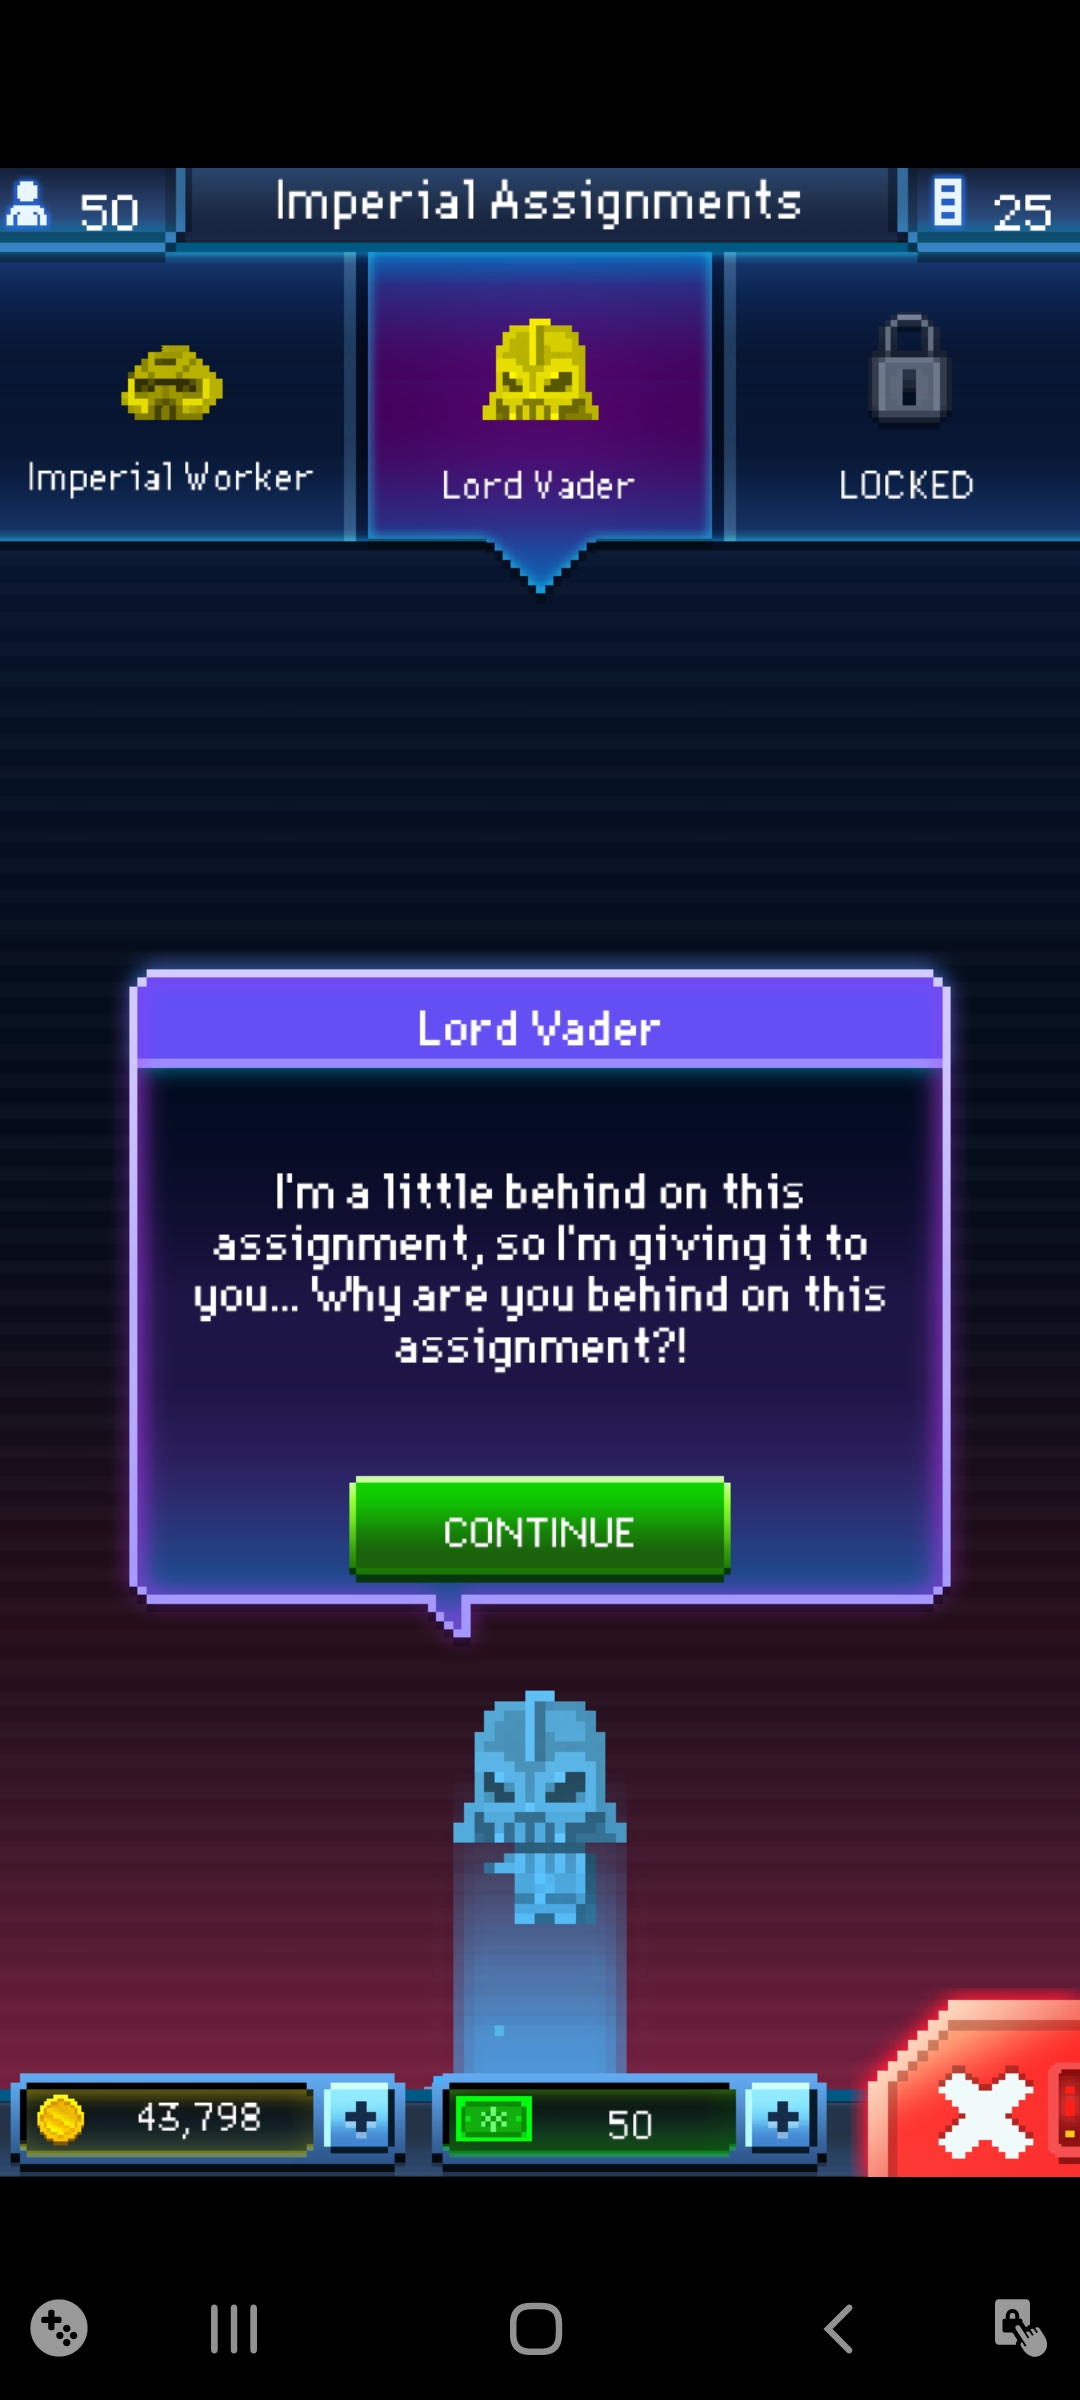 50
Imperial Assignments
25
Imperial Worker
Lord Vader
LOCKED
Lord Vader
I'm a little behind on this
assignment, so I'm giving it to
you... Why are you behind on this
assignment?!
CONTINUE
43,798
50